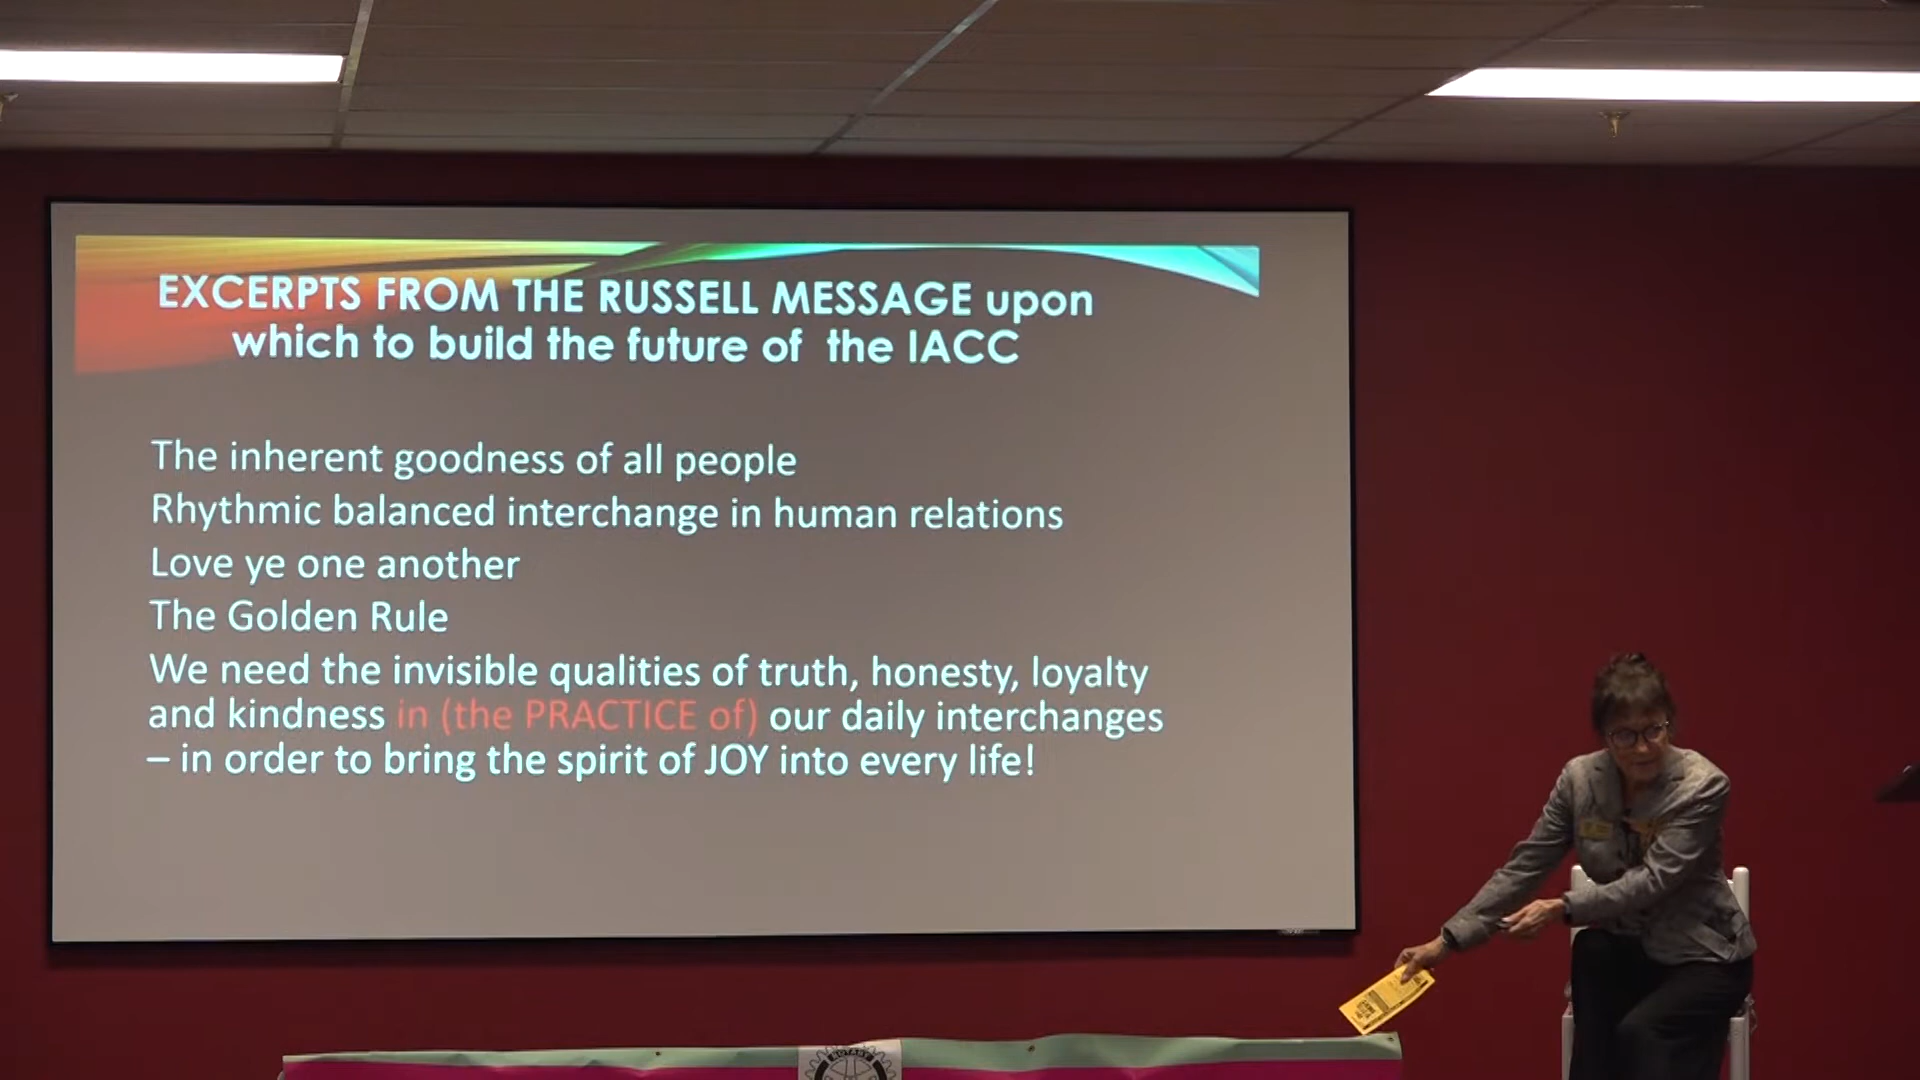 EXCERPTS FROM THE RUSSELL MESSAGE upon
which to build the future of the IACC
The inherent goodness of all people
Rhythmic balanced interchange in human relations
Love ye one another
The Golden Rule
We need the invisible qualities of truth, honesty, loyalty
and kindness in (the PRACTICE of) our daily interchanges
– in order to bring the spirit of JOY into every life!
ROTARY